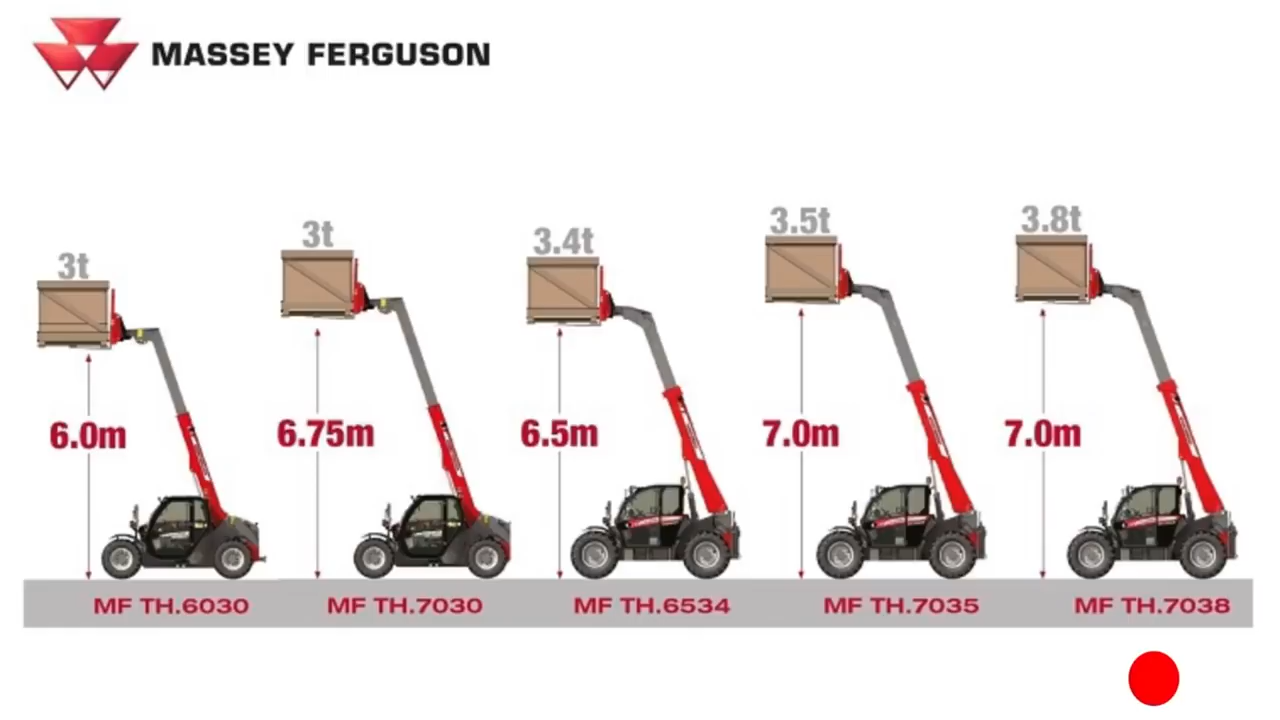 MASSEY FERGUSON
3t
3t
3.4t
3.5t
3.8t
6.0m
6.75m
6.5m
7.0m
7.0m
MF TH.6030
MF TH.7030
MF TH.6534
MF TH.7035
MF TH.7038